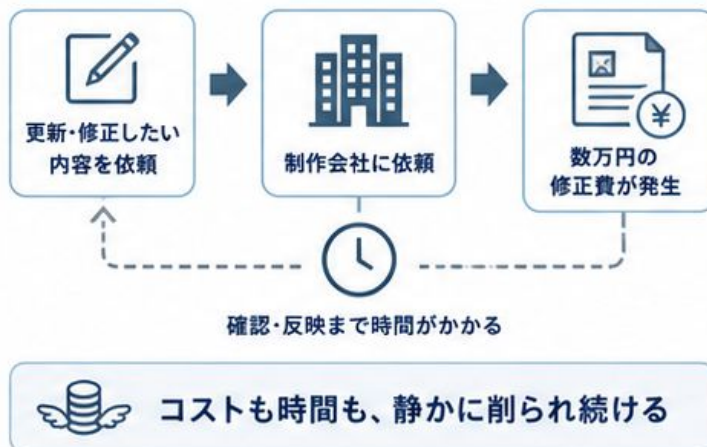 更新・修正したい
内容を依頼
制作会社に依頼
¥
数万円の
修正費が発生
確認・反映まで時間がかかる
コストも時間も、静かに削られ続ける